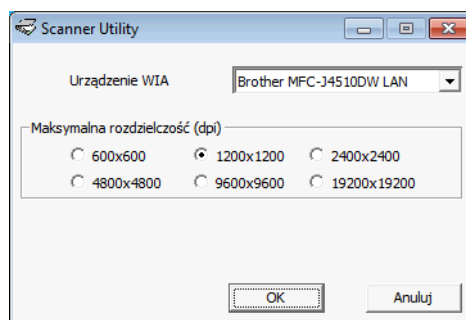 Scanner Utility
Urządzenie WIA
Brother MFC-J4510DW LAN
Maksymalna rozdzielczość (dpi)
600x600 1200x1200 2400x2400
4800x4800 9600x9600 19200x19200
OK Anuluj